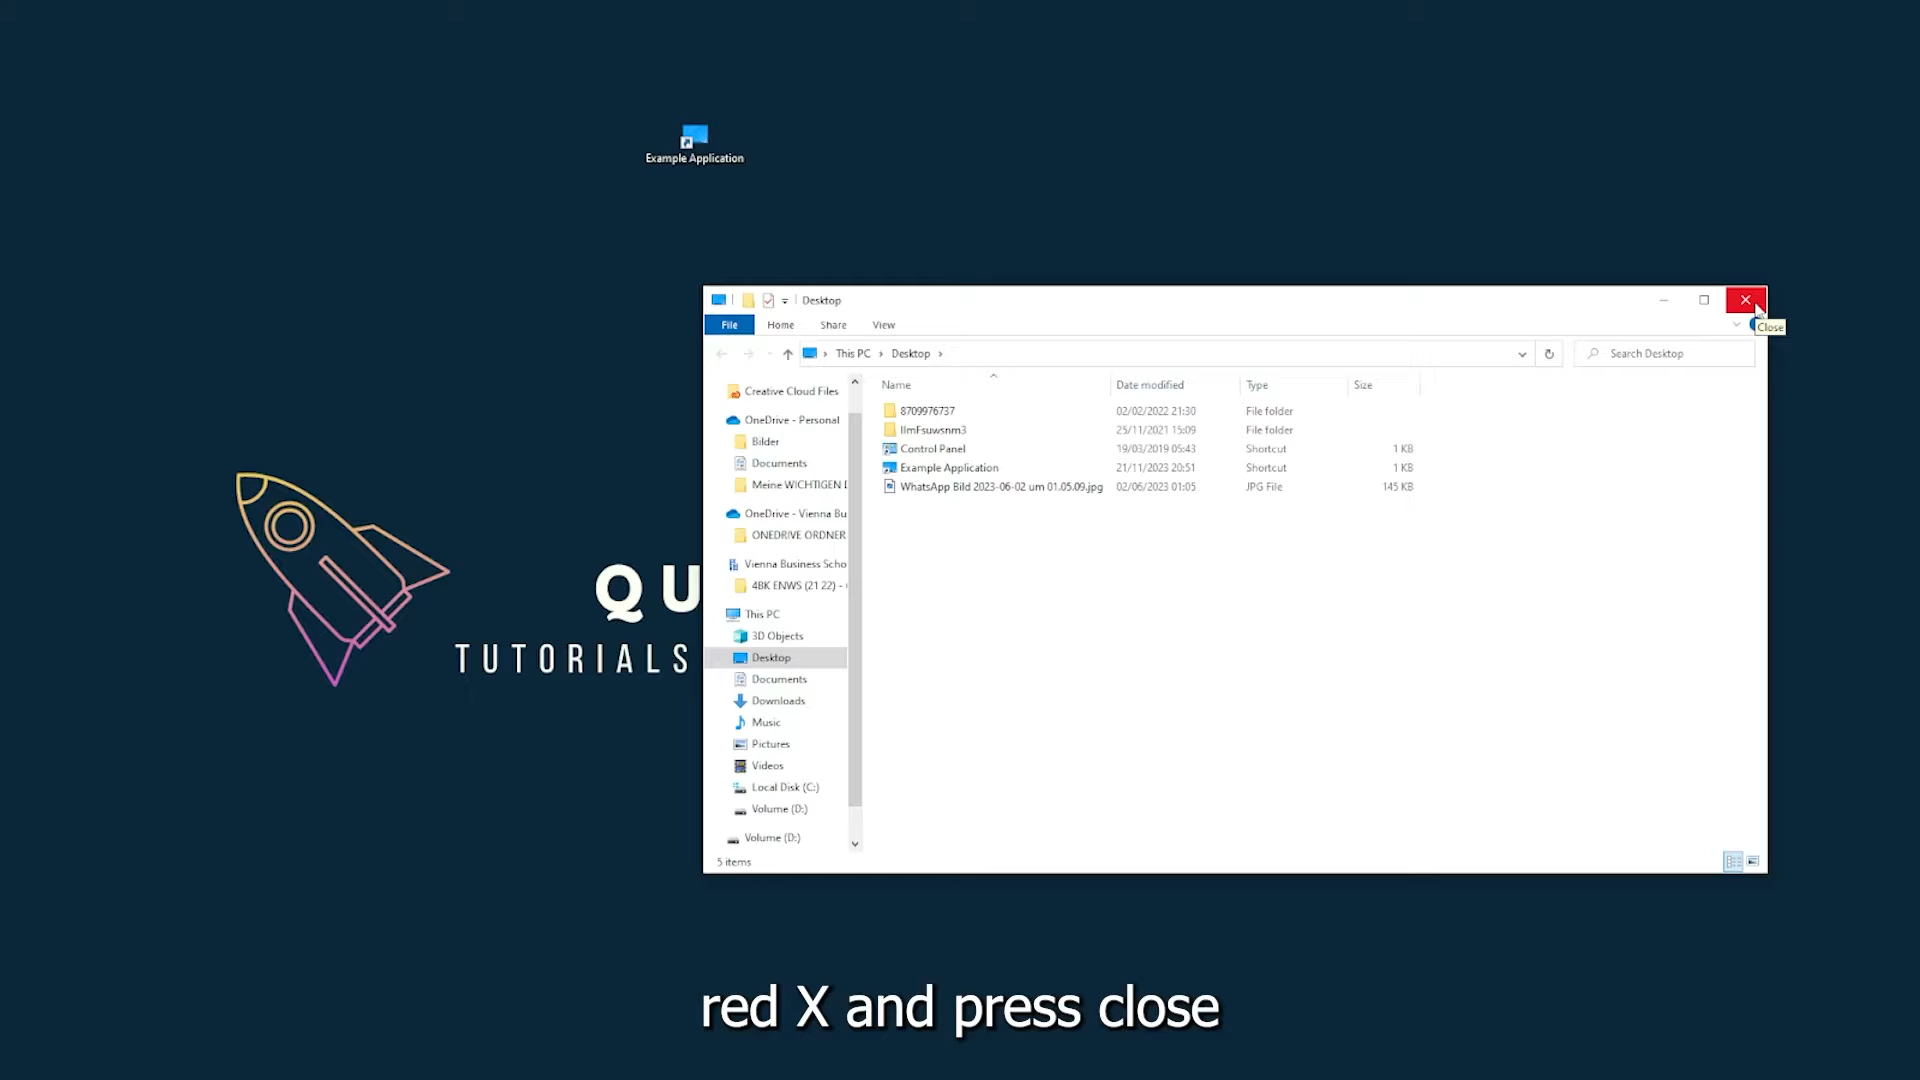 Example Application
Desktop
Close
File Home Share View
This PC Desktop
Search Desktop
Name Date modified Type Size
8709976737 02/02/2022 21:30 File folder
IImFsuwsnm3 25/11/2021 15:09 File folder
Control Panel 19/03/2019 05:43 Shortcut 1 KB
Example Application 21/11/2023 20:51 Shortcut 1 KB
WhatsApp Bild 2023-06-02 um 01.05.09.jpg 02/06/2023 01:05 JPG File 145 KB
Creative Cloud Files
OneDrive - Personal
Bilder
Documents
Meine WICHTIGEN
OneDrive - Vienna Bu
ONEDRIVE ORDNER
Vienna Business Scho
4BK ENWS (21 22) -
This PC
3D Objects
Desktop
Documents
Downloads
Music
Pictures
Videos
Local Disk (C:)
Volume (D:)
Volume (D:)
5 items
QU
TUTORIALS
red X and press close